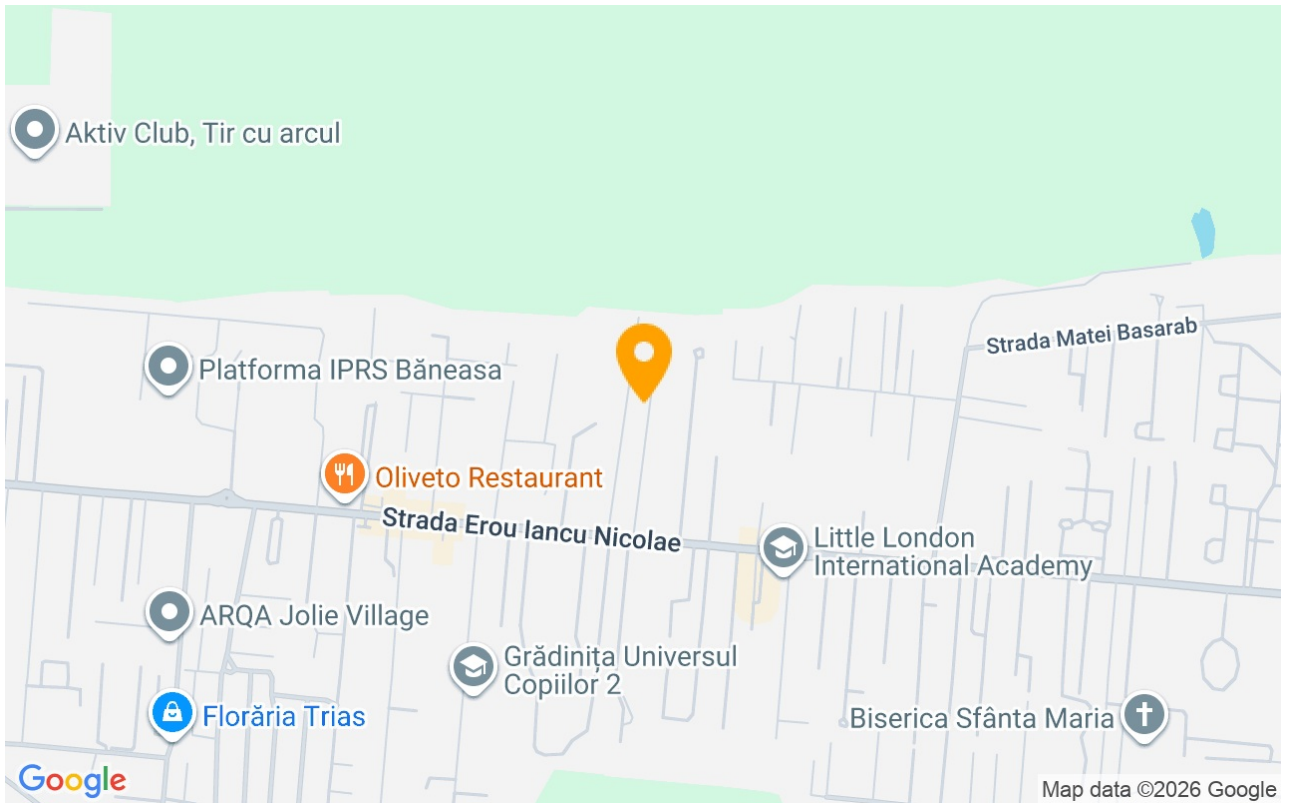 Aktiv Club, Tir cu arcul
Strada Matei Basarab
Platforma IPRS Băneasa
Oliveto Restaurant
Strada Erou Iancu Nicolae
Little London
International Academy
ARQA Jolie Village
Grădinița Universul
Copiilor 2
Florăria Trias
Biserica Sfânta Maria
Google
Map data ©2026 Google